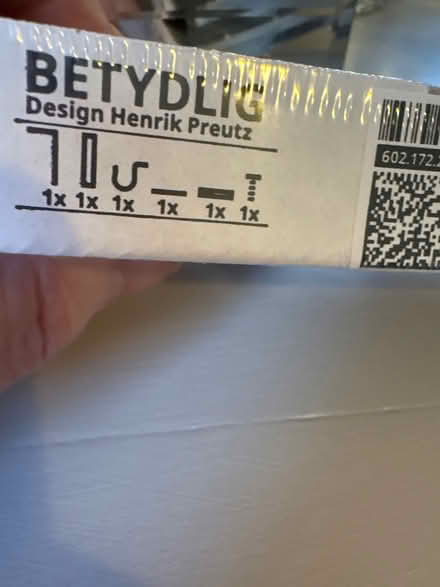 BETYDLIG
Design Henrik Preutz
1x 1x 1x 1x 1x 1x
602.172.